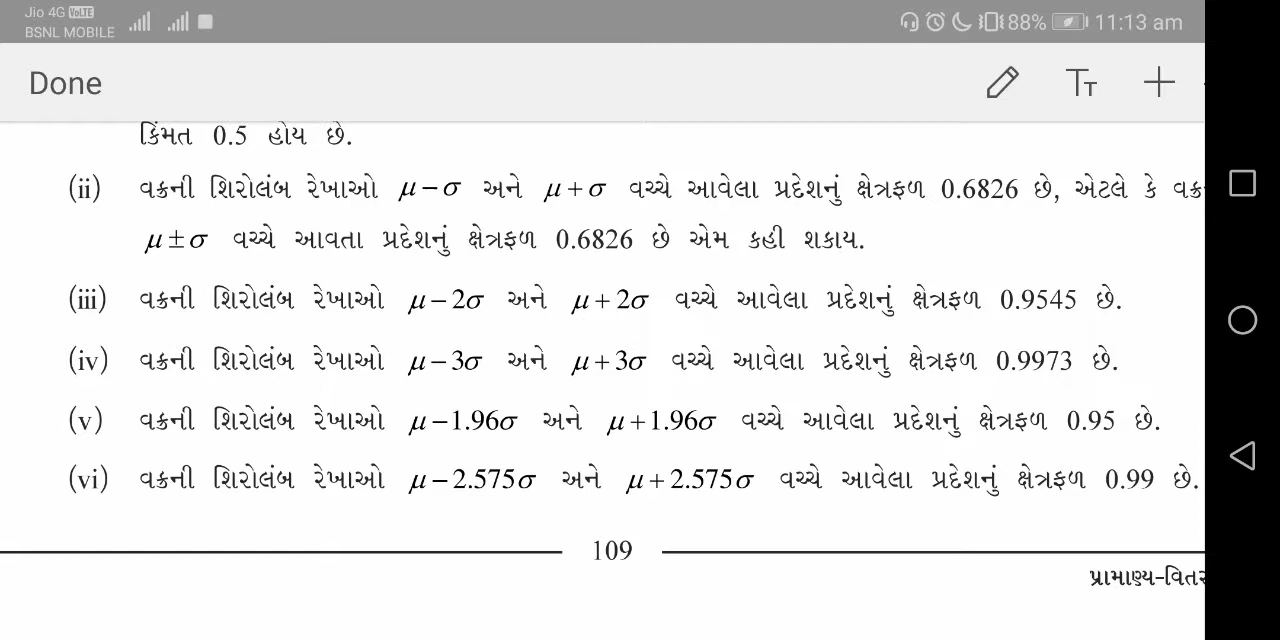 Jio 4G VoLTE
BSNL MOBILE
88% 11:13 am
Done
કિંમત 0.5 હોય છે.
(ii) વક્રની શિરોલંબ રેખાઓ μ−σ અને μ+σ વચ્ચે આવેલા પ્રદેશનું ક્ષેત્રફળ 0.6826 છે, એટલે કે
μ±σ વચ્ચે આવતા પ્રદેશનું ક્ષેત્રફળ 0.6826 છે એમ કહી શકાય.
(iii) વક્રની શિરોલંબ રેખાઓ μ−2σ અને μ+2σ વચ્ચે આવેલા પ્રદેશનું ક્ષેત્રફળ 0.9545 છે.
(iv) વક્રની શિરોલંબ રેખાઓ μ−3σ અને μ+3σ વચ્ચે આવેલા પ્રદેશનું ક્ષેત્રફળ 0.9973 છે.
(v) વક્રની શિરોલંબ રેખાઓ μ−1.96σ અને μ+1.96σ વચ્ચે આવેલા પ્રદેશનું ક્ષેત્રફળ 0.95 છે.
(vi) વક્રની શિરોલંબ રેખાઓ μ−2.575σ અને μ+2.575σ વચ્ચે આવેલા પ્રદેશનું ક્ષેત્રફળ 0.99 છે.
109